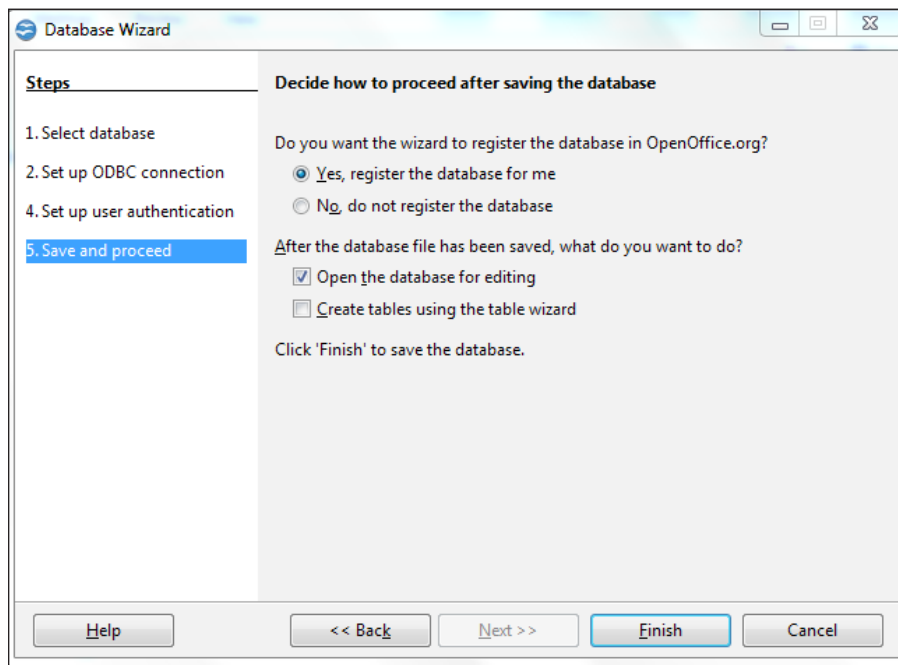 Database Wizard
Steps
1. Select database
2. Set up ODBC connection
4. Set up user authentication
5. Save and proceed
Decide how to proceed after saving the database
Do you want the wizard to register the database in OpenOffice.org?
Yes, register the database for me
No, do not register the database
After the database file has been saved, what do you want to do?
Open the database for editing
Create tables using the table wizard
Click 'Finish' to save the database.
Help
<< Back
Next >>
Finish
Cancel